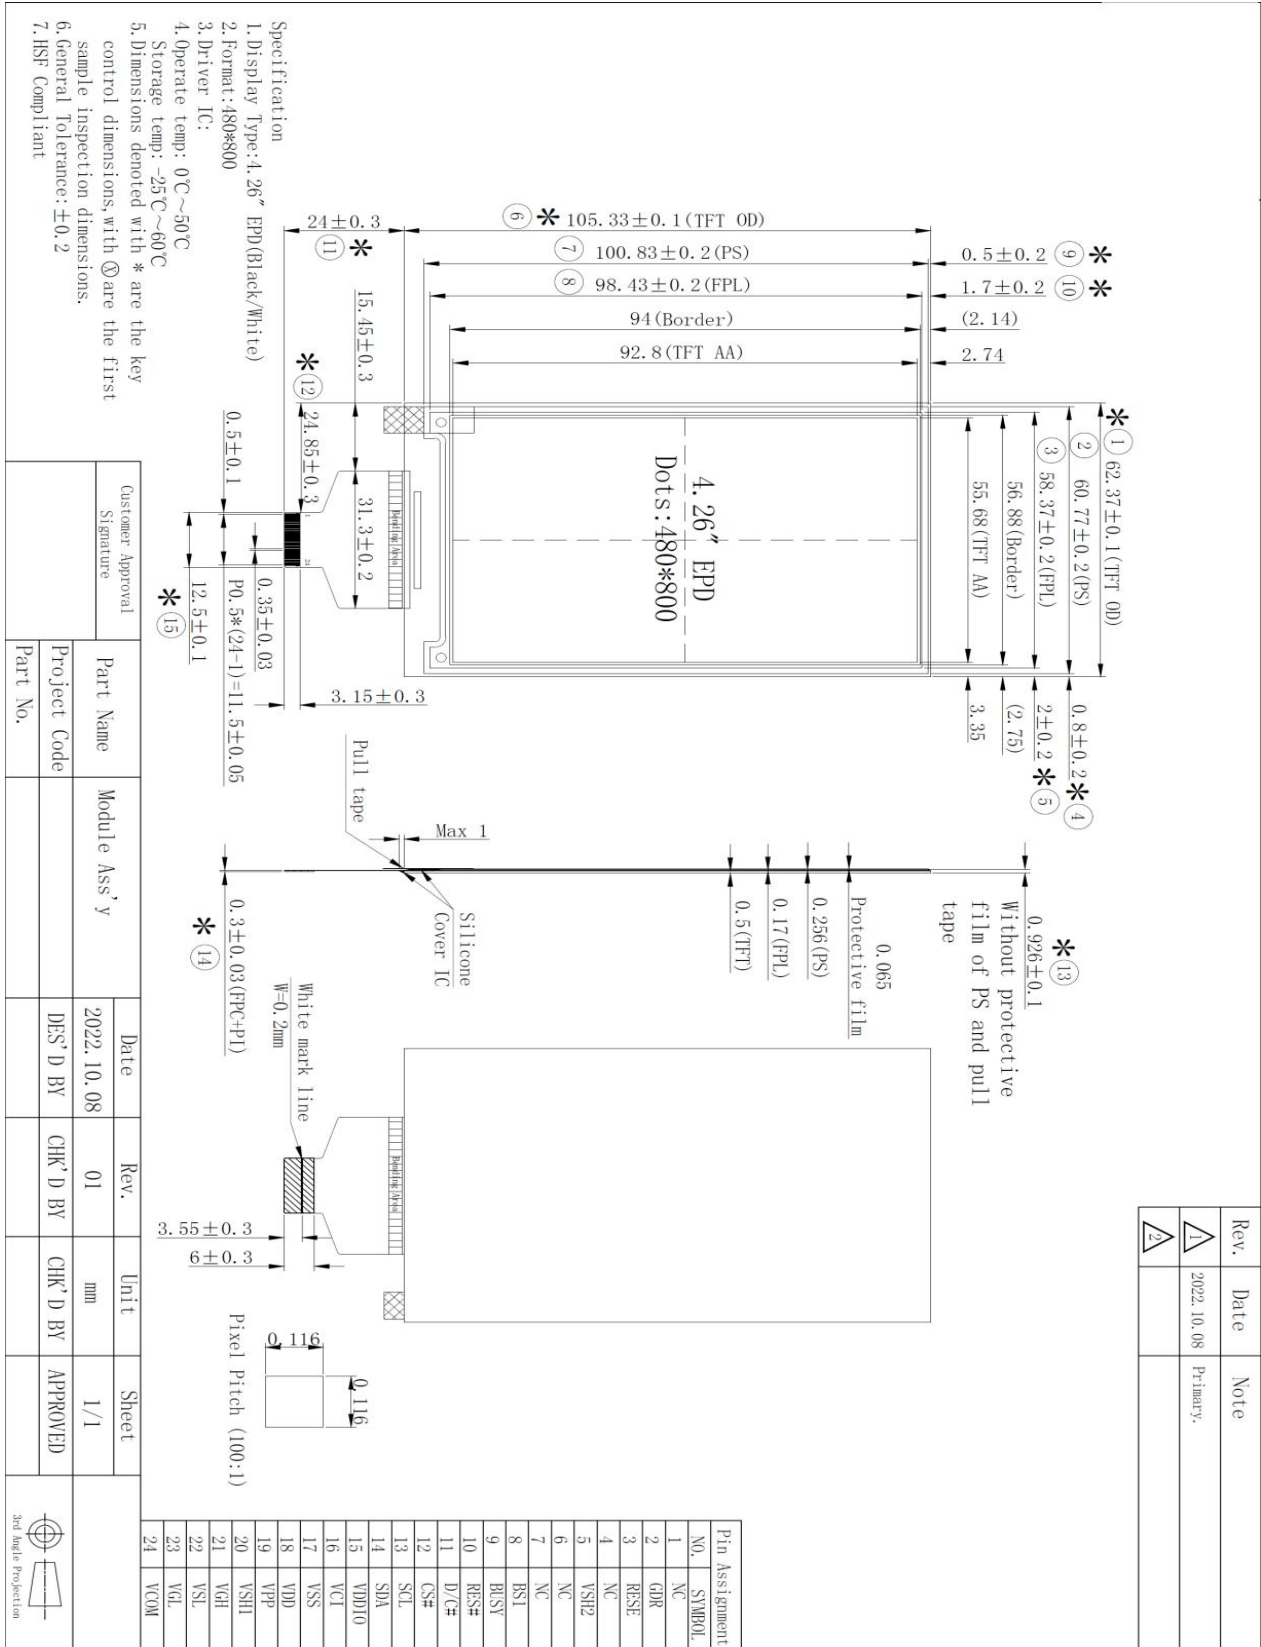 Specification
1.Display Type:4.26" EPD(Black/White)
2.Format:480*800
3.Driver IC:
4.Operate temp: 0℃~50℃
Storage temp: -25℃~60℃
5.Dimensions denoted with * are the key
control dimensions,with Ⓧ are the first
sample inspection dimensions.
6.General Tolerance:±0.2
7.HSF Compliant
⑥ * 105.33±0.1(TFT OD)
⑦ 100.83±0.2(PS)
⑧ 98.43±0.2(FPL)
94(Border)
92.8(TFT AA)
24±0.3
⑪ *
0.5±0.2 ⑨ *
1.7±0.2 ⑩ *
(2.14)
2.74
* ① 62.37±0.1(TFT OD)
② 60.77±0.2(PS)
③ 58.37±0.2(FPL)
56.88(Border)
55.68(TFT AA)
0.8±0.2 * ④
2±0.2 * ⑤
(2.75)
3.35
4.26" EPD
Dots:480*800
15.45±0.3
* ⑫ 24.85±0.3
31.3±0.2
Bending Area
1
24
0.5±0.1
0.35±0.03
P0.5*(24-1)=11.5±0.05
12.5±0.1
* ⑮
3.15±0.3
Pull tape
Max 1
Silicone
Cover IC
0.3±0.03(FPC+PI)
* ⑭
* ⑬
0.926±0.1
Without protective
film of PS and pull
tape
0.065
Protective film
0.256(PS)
0.17(FPL)
0.5(TFT)
White mark line
W=0.2mm
Bending Area
3.55±0.3
6±0.3
0.116
0.116
Pixel Pitch (100:1)
Rev. Date Note
1 2022.10.08 Primary.
2
Pin Assignment
NO. SYMBOL
1 NC
2 GDR
3 RESE
4 NC
5 VSH2
6 NC
7 NC
8 BS1
9 BUSY
10 RES#
11 D/C#
12 CS#
13 SCL
14 SDA
15 VDDIO
16 VCI
17 VSS
18 VDD
19 VPP
20 VSH1
21 VGH
22 VSL
23 VGL
24 VCOM
Customer Approval
Signature
Part Name Module Ass'y
Project Code
Part No.
Date Rev. Unit Sheet
2022.10.08 01 mm 1/1
DES'D BY CHK'D BY CHK'D BY APPROVED
3rd Angle Projection